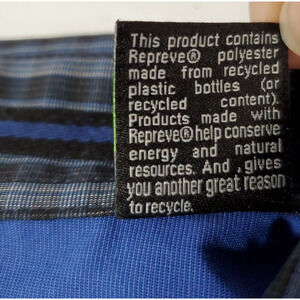 This product contains
Repreve® polyester
made from recycled
plastic bottles (or
recycled content).
Products made with
Repreve® help conserve
energy and natural
resources. And , gives
you another great reason
to recycle.